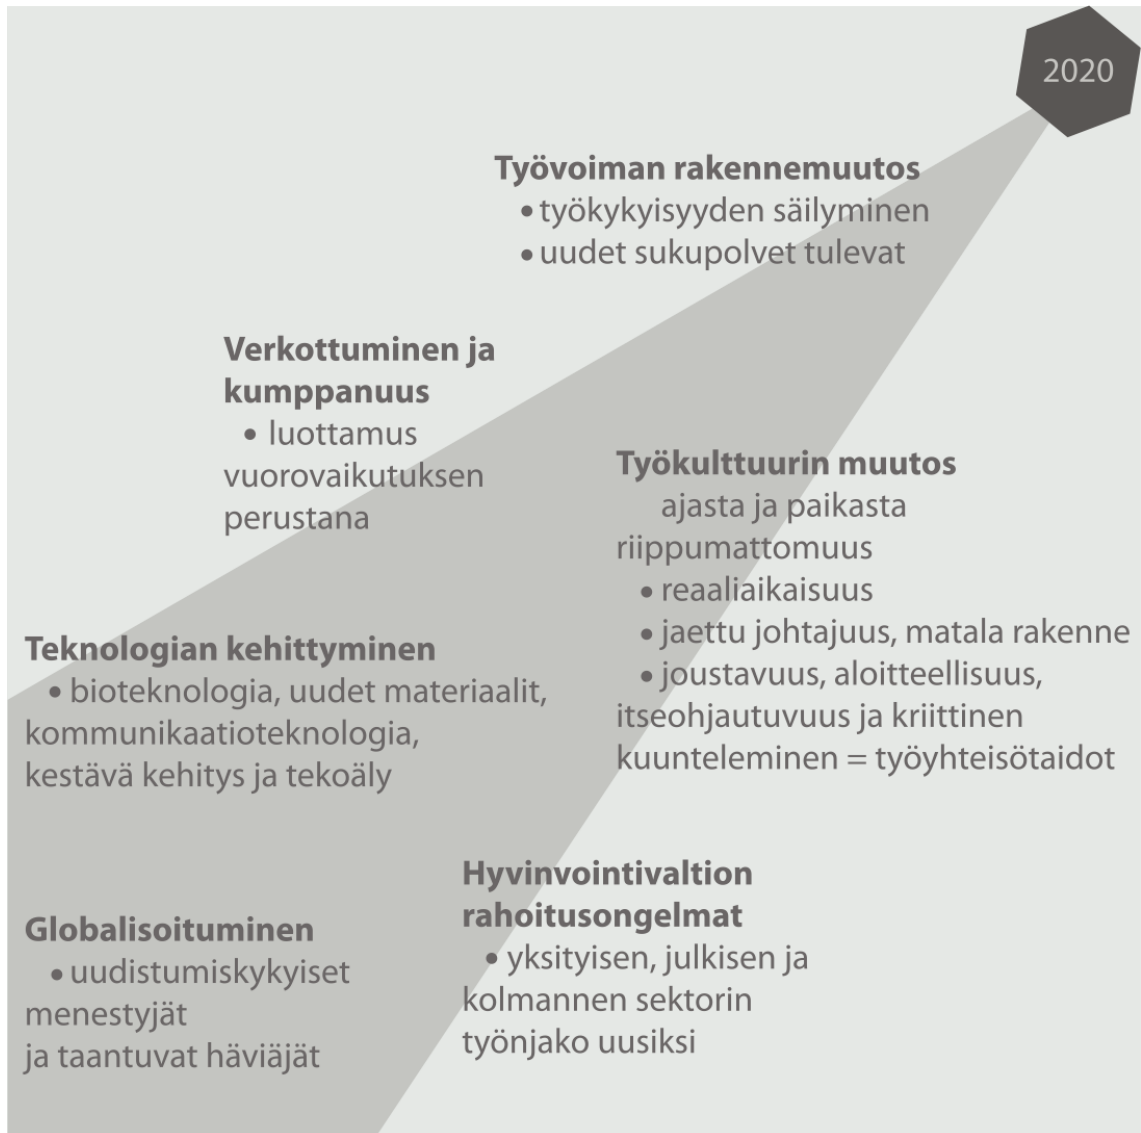 2020
Työvoiman rakennemuutos
• työkykyisyyden säilyminen
• uudet sukupolvet tulevat
Verkottuminen ja
kumppanuus
• luottamus
vuorovaikutuksen
perustana
Työkulttuurin muutos
ajasta ja paikasta
riippumattomuus
• reaaliaikaisuus
• jaettu johtajuus, matala rakenne
• joustavuus, aloitteellisuus,
itseohjautuvuus ja kriittinen
kuunteleminen = työyhteisötaidot
Teknologian kehittyminen
• bioteknologia, uudet materiaalit,
kommunikaatioteknologia,
kestävä kehitys ja tekoäly
Hyvinvointivaltion
rahoitusongelmat
• yksityisen, julkisen ja
kolmannen sektorin
työnjako uusiksi
Globalisoituminen
• uudistumiskykyiset
menestyjät
ja taantuvat häviäjät